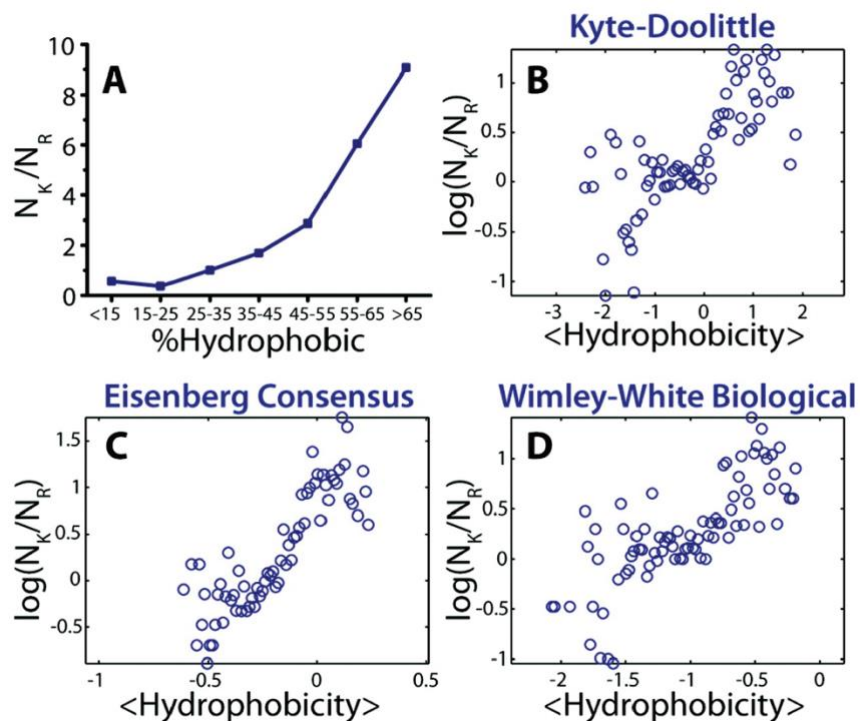 A
10
8
6
4
2
0
N_K/N_R
<15 15-25 25-35 35-45 45-55 55-65 >65
%Hydrophobic
Kyte-Doolittle
B
1
0.5
0
-0.5
-1
log(N_K/N_R)
-3 -2 -1 0 1 2
<Hydrophobicity>
Eisenberg Consensus
C
1.5
1
0.5
0
-0.5
log(N_K/N_R)
-1 -0.5 0 0.5
<Hydrophobicity>
Wimley-White Biological
D
1
0.5
0
-0.5
-1
log(N_K/N_R)
-2 -1.5 -1 -0.5 0
<Hydrophobicity>